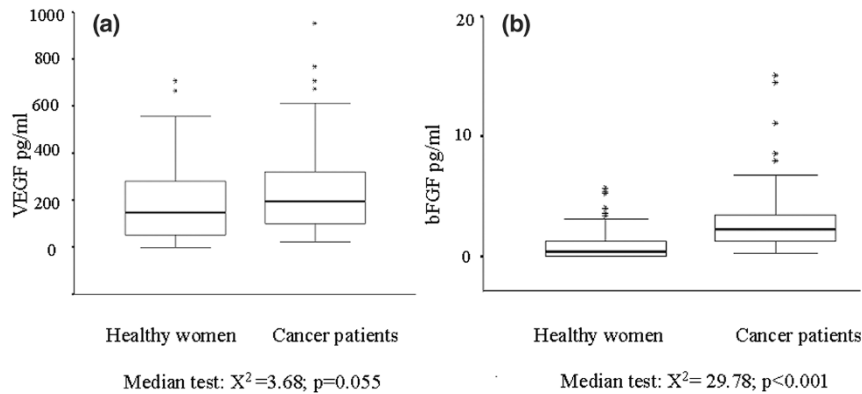 (a)
VEGF pg/ml
1000
800
600
400
200
0
Healthy women Cancer patients
Median test: X² =3.68; p=0.055
(b)
bFGF pg/ml
20
10
0
Healthy women Cancer patients
Median test: X²= 29.78; p<0.001